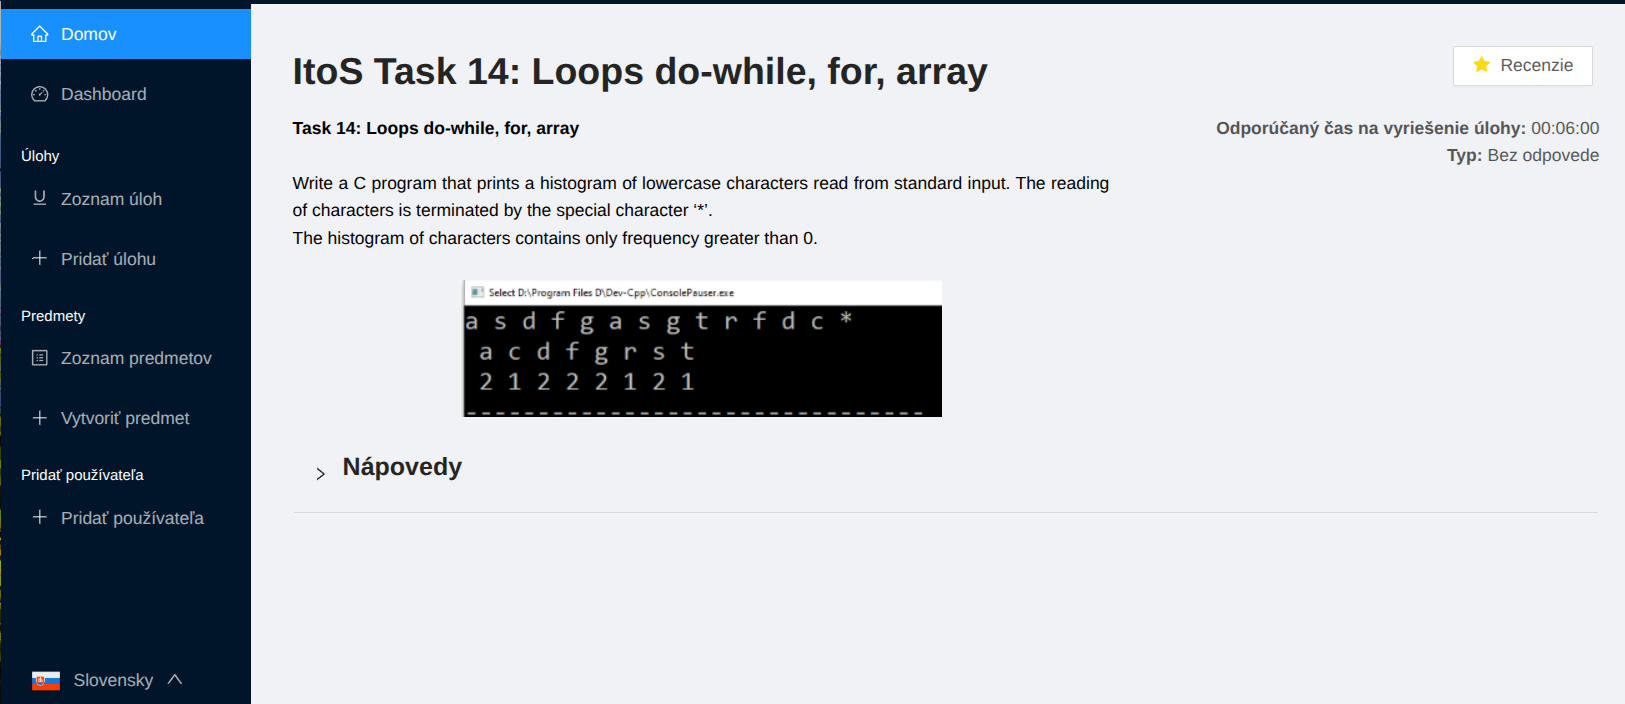 Domov
Dashboard
Úlohy
Zoznam úloh
Pridať úlohu
Predmety
Zoznam predmetov
Vytvoriť predmet
Pridať používateľa
Pridať používateľa
Slovensky
ItoS Task 14: Loops do-while, for, array
Recenzie
Task 14: Loops do-while, for, array
Odporúčaný čas na vyriešenie úlohy: 00:06:00
Typ: Bez odpovede
Write a C program that prints a histogram of lowercase characters read from standard input. The reading
of characters is terminated by the special character ‘*’.
The histogram of characters contains only frequency greater than 0.
Select D:\Program Files D\Dev-Cpp\ConsolePauser.exe
a s d f g a s g t r f d c *
a c d f g r s t
2 1 2 2 2 1 2 1
--------------------------------
Nápovedy